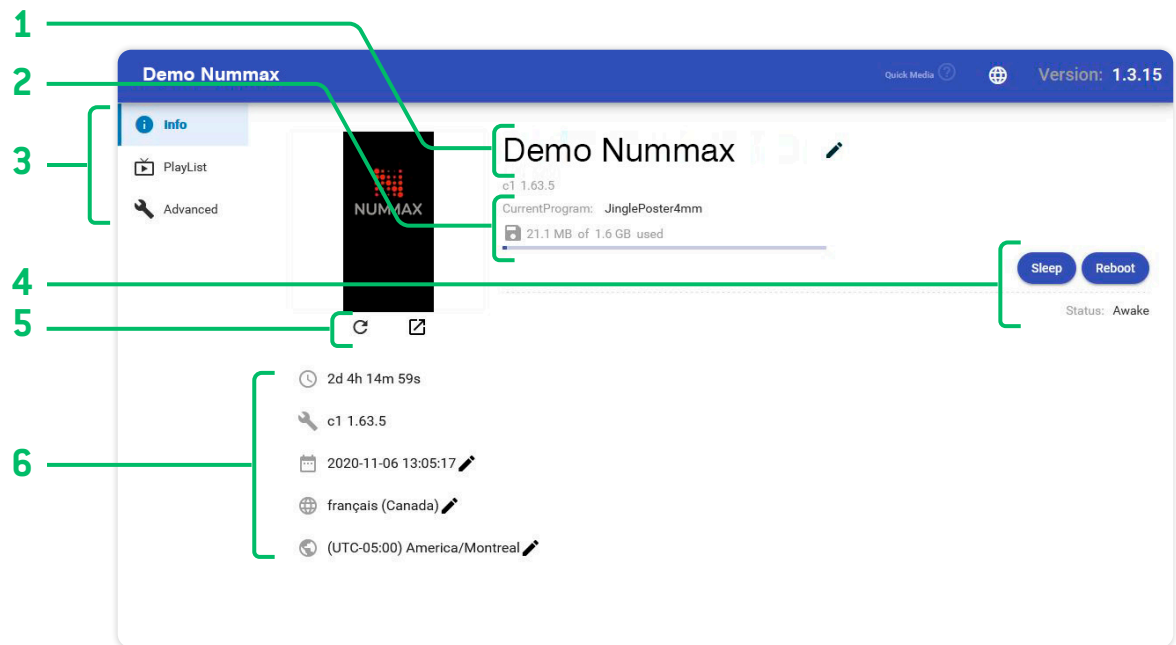 1
2
3
4
5
6
Demo Nummax
Quick Media ?
Version: 1.3.15
Info
PlayList
Advanced
NUMMAX
Demo Nummax
c1 1.63.5
CurrentProgram: JinglePoster4mm
21.1 MB of 1.6 GB used
Sleep Reboot
Status: Awake
2d 4h 14m 59s
c1 1.63.5
2020-11-06 13:05:17
français (Canada)
(UTC-05:00) America/Montreal